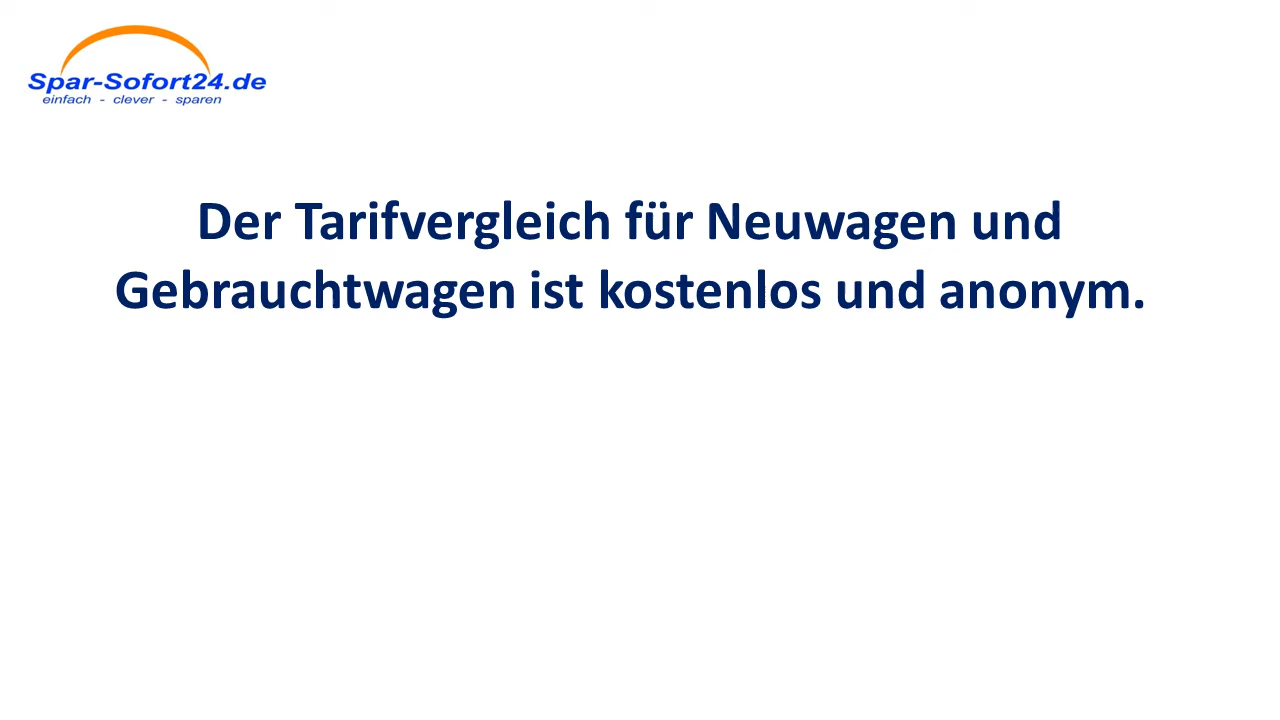 Spar-Sofort24.de
einfach - clever - sparen
Der Tarifvergleich für Neuwagen und
Gebrauchtwagen ist kostenlos und anonym.